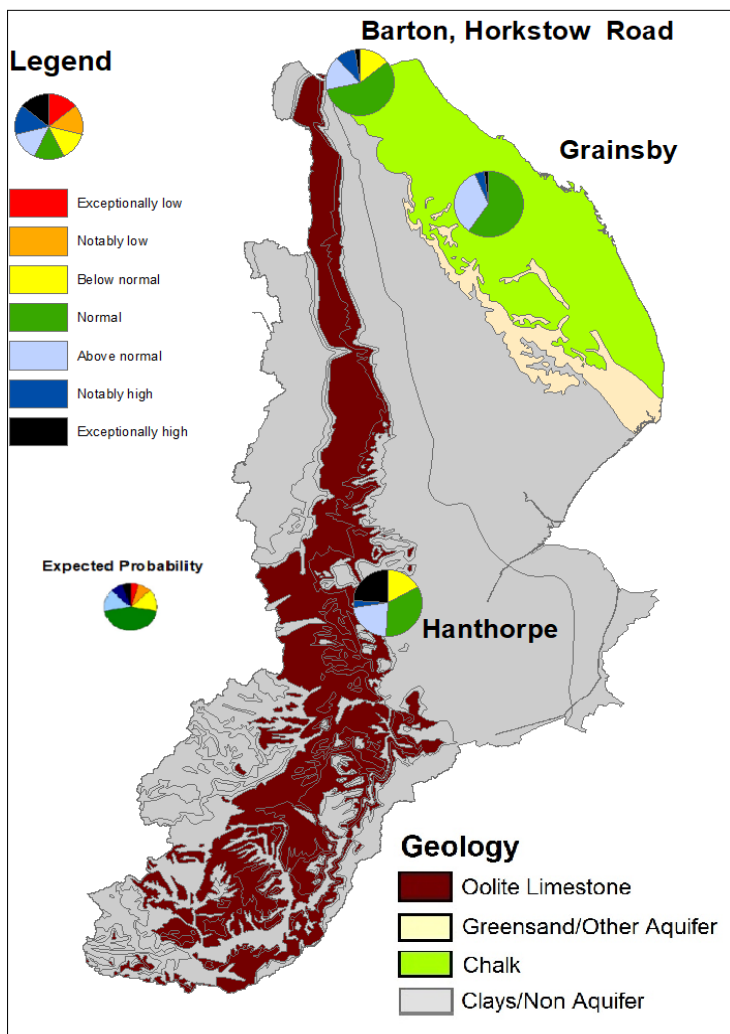 Barton, Horkstow Road
Legend
Grainsby
Exceptionally low
Notably low
Below normal
Normal
Above normal
Notably high
Exceptionally high
Expected Probability
Hanthorpe
Geology
Oolite Limestone
Greensand/Other Aquifer
Chalk
Clays/Non Aquifer